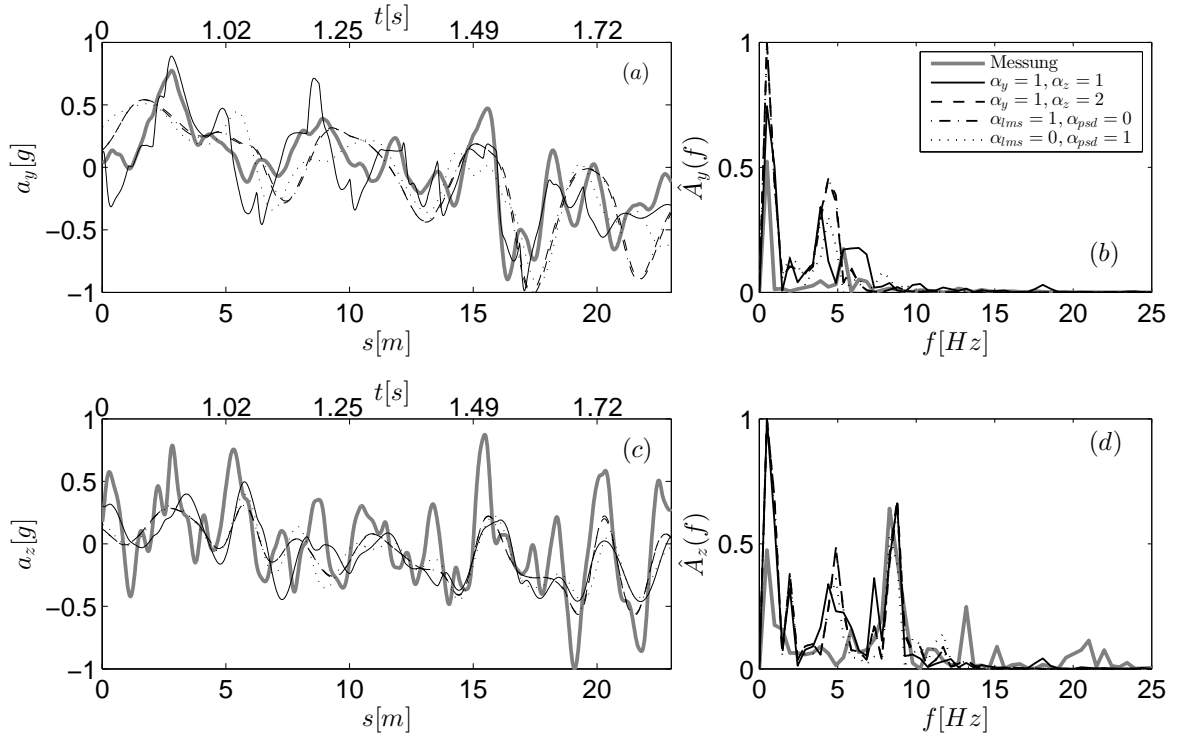 t[s]
0 1.02 1.25 1.49 1.72
1
0.5
0
−0.5
−1
a_y[g]
(a)
0 5 10 15 20
s[m]
1
0.5
0
Â_y(f)
Messung
α_y = 1, α_z = 1
α_y = 1, α_z = 2
α_lms = 1, α_psd = 0
α_lms = 0, α_psd = 1
(b)
0 5 10 15 20 25
f[Hz]
t[s]
0 1.02 1.25 1.49 1.72
1
0.5
0
−0.5
−1
a_z[g]
(c)
0 5 10 15 20
s[m]
1
0.5
0
Â_z(f)
(d)
0 5 10 15 20 25
f[Hz]